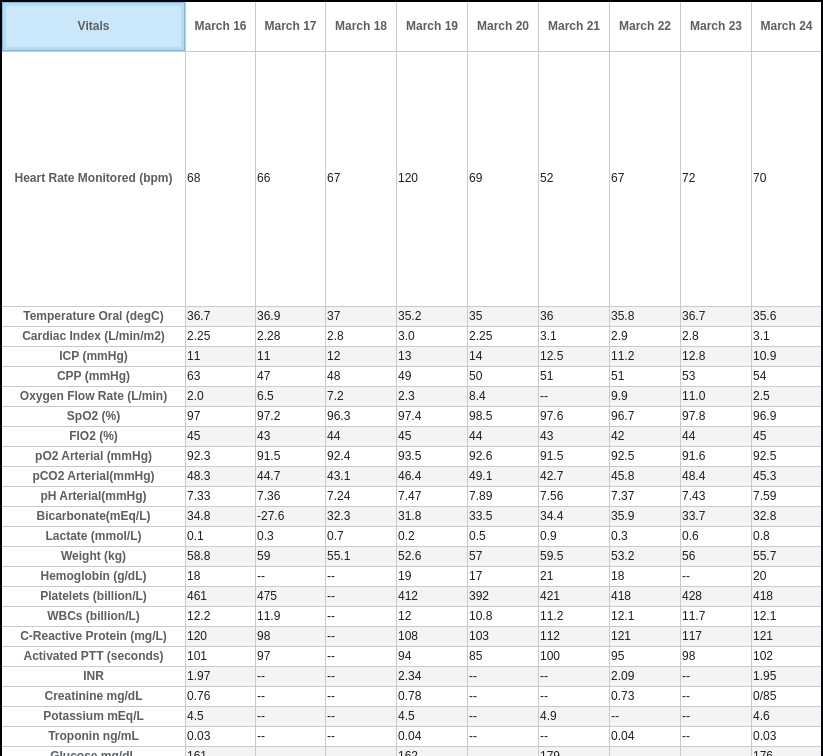 Vitals March 16 March 17 March 18 March 19 March 20 March 21 March 22 March 23 March 24
Heart Rate Monitored (bpm) 68 66 67 120 69 52 67 72 70
Temperature Oral (degC) 36.7 36.9 37 35.2 35 36 35.8 36.7 35.6
Cardiac Index (L/min/m2) 2.25 2.28 2.8 3.0 2.25 3.1 2.9 2.8 3.1
ICP (mmHg) 11 11 12 13 14 12.5 11.2 12.8 10.9
CPP (mmHg) 63 47 48 49 50 51 51 53 54
Oxygen Flow Rate (L/min) 2.0 6.5 7.2 2.3 8.4 -- 9.9 11.0 2.5
SpO2 (%) 97 97.2 96.3 97.4 98.5 97.6 96.7 97.8 96.9
FIO2 (%) 45 43 44 45 44 43 42 44 45
pO2 Arterial (mmHg) 92.3 91.5 92.4 93.5 92.6 91.5 92.5 91.6 92.5
pCO2 Arterial(mmHg) 48.3 44.7 43.1 46.4 49.1 42.7 45.8 48.4 45.3
pH Arterial(mmHg) 7.33 7.36 7.24 7.47 7.89 7.56 7.37 7.43 7.59
Bicarbonate(mEq/L) 34.8 -27.6 32.3 31.8 33.5 34.4 35.9 33.7 32.8
Lactate (mmol/L) 0.1 0.3 0.7 0.2 0.5 0.9 0.3 0.6 0.8
Weight (kg) 58.8 59 55.1 52.6 57 59.5 53.2 56 55.7
Hemoglobin (g/dL) 18 -- -- 19 17 21 18 -- 20
Platelets (billion/L) 461 475 -- 412 392 421 418 428 418
WBCs (billion/L) 12.2 11.9 -- 12 10.8 11.2 12.1 11.7 12.1
C-Reactive Protein (mg/L) 120 98 -- 108 103 112 121 117 121
Activated PTT (seconds) 101 97 -- 94 85 100 95 98 102
INR 1.97 -- -- 2.34 -- -- 2.09 -- 1.95
Creatinine mg/dL 0.76 -- -- 0.78 -- -- 0.73 -- 0/85
Potassium mEq/L 4.5 -- -- 4.5 -- 4.9 -- -- 4.6
Troponin ng/mL 0.03 -- -- 0.04 -- -- 0.04 -- 0.03
Glucose mg/dL 161 162 179 176